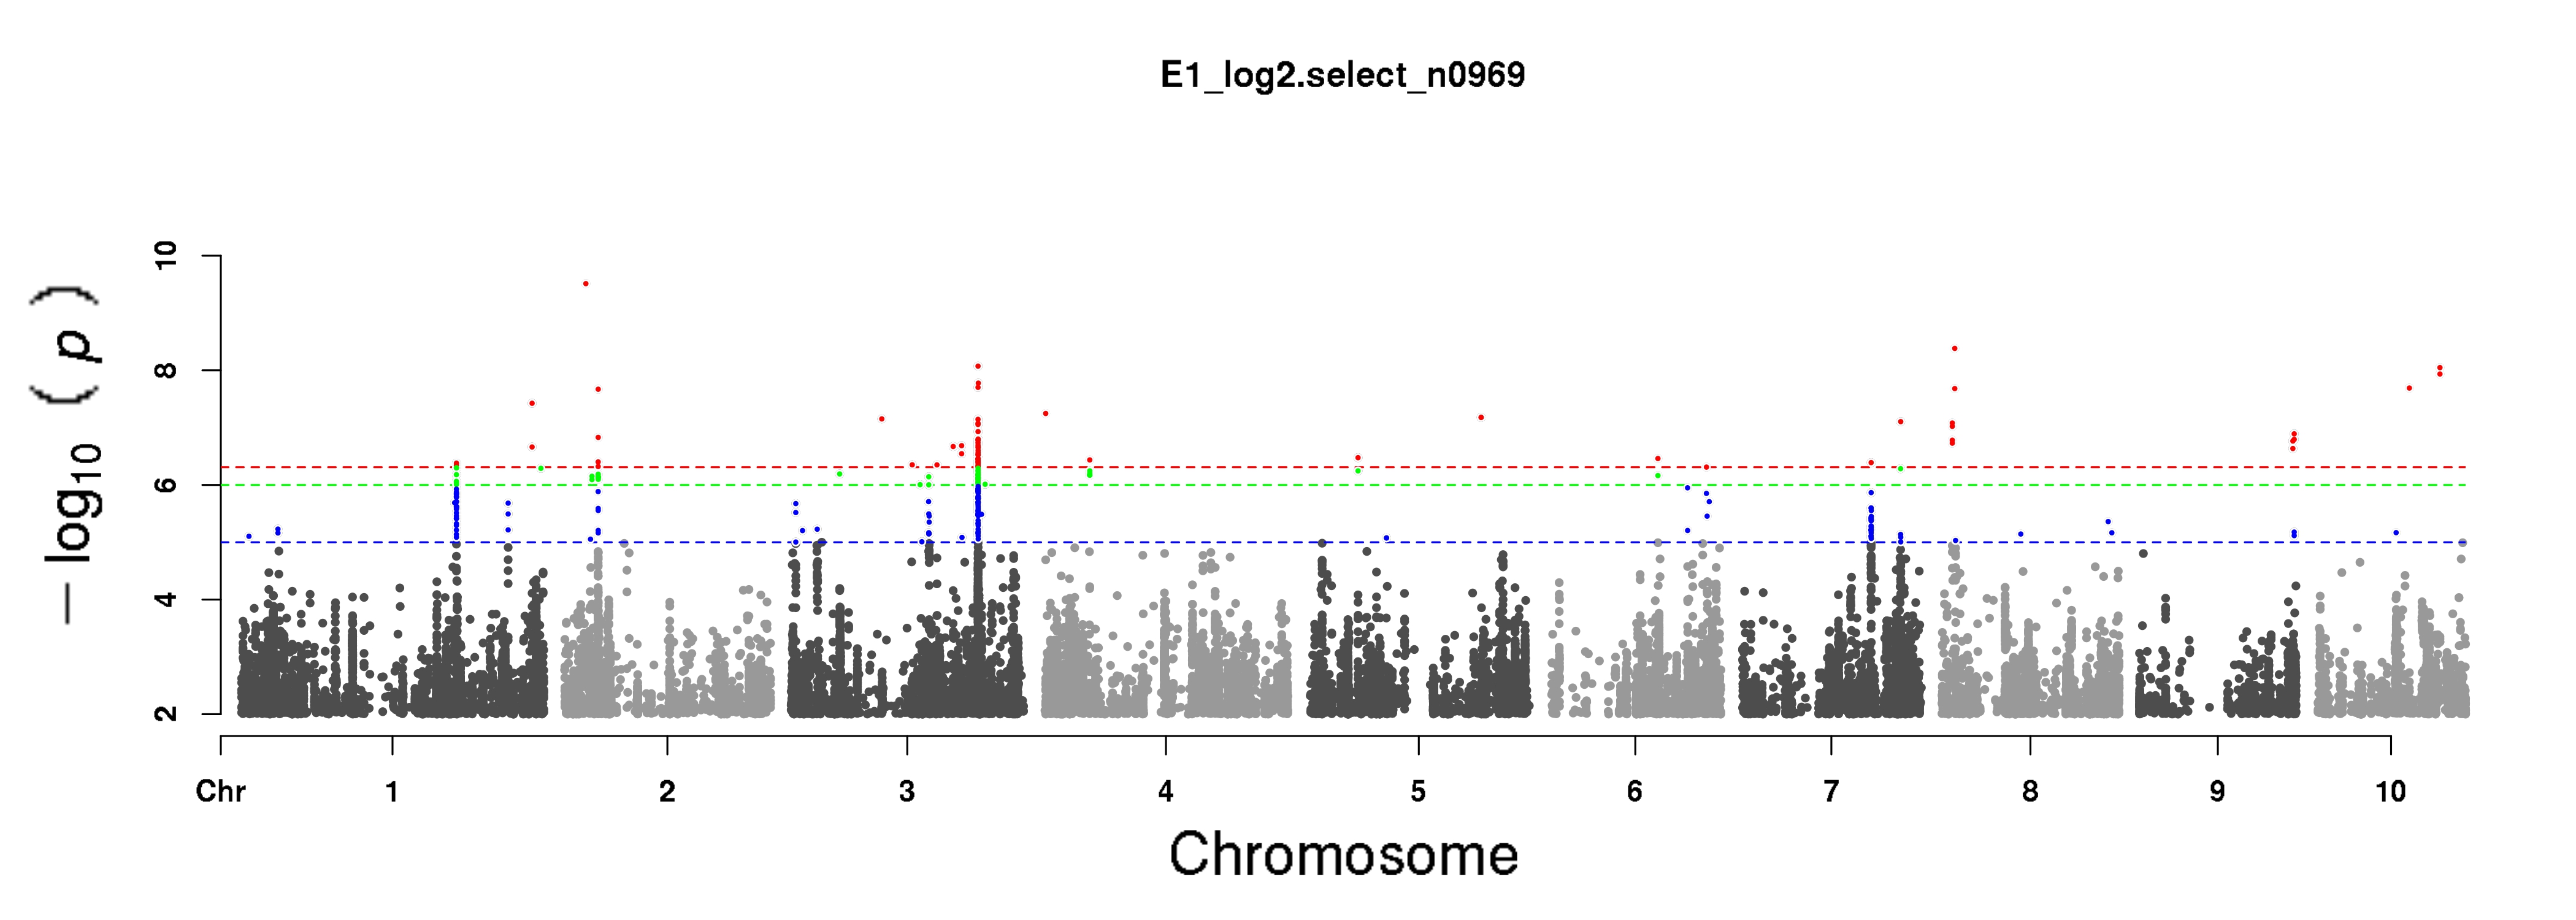 E1_log2.select_n0969
− log10 ( p )
10
8
6
4
2
Chr 1 2 3 4 5 6 7 8 9 10
Chromosome